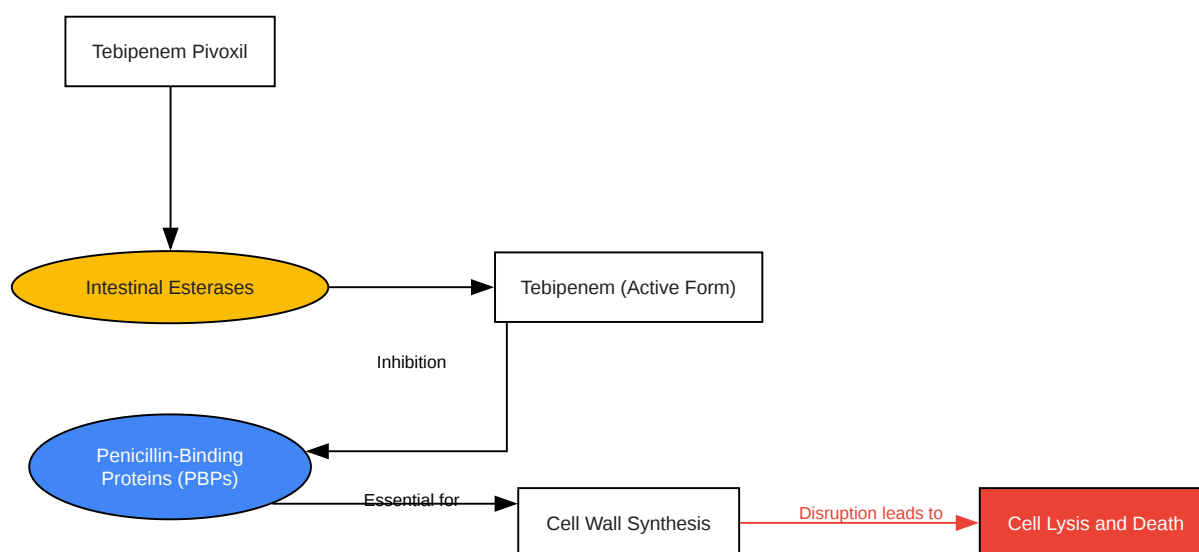 Tebipenem Pivoxil
Intestinal Esterases
Tebipenem (Active Form)
Inhibition
Penicillin-Binding
Proteins (PBPs)
Essential for
Cell Wall Synthesis
Disruption leads to
Cell Lysis and Death